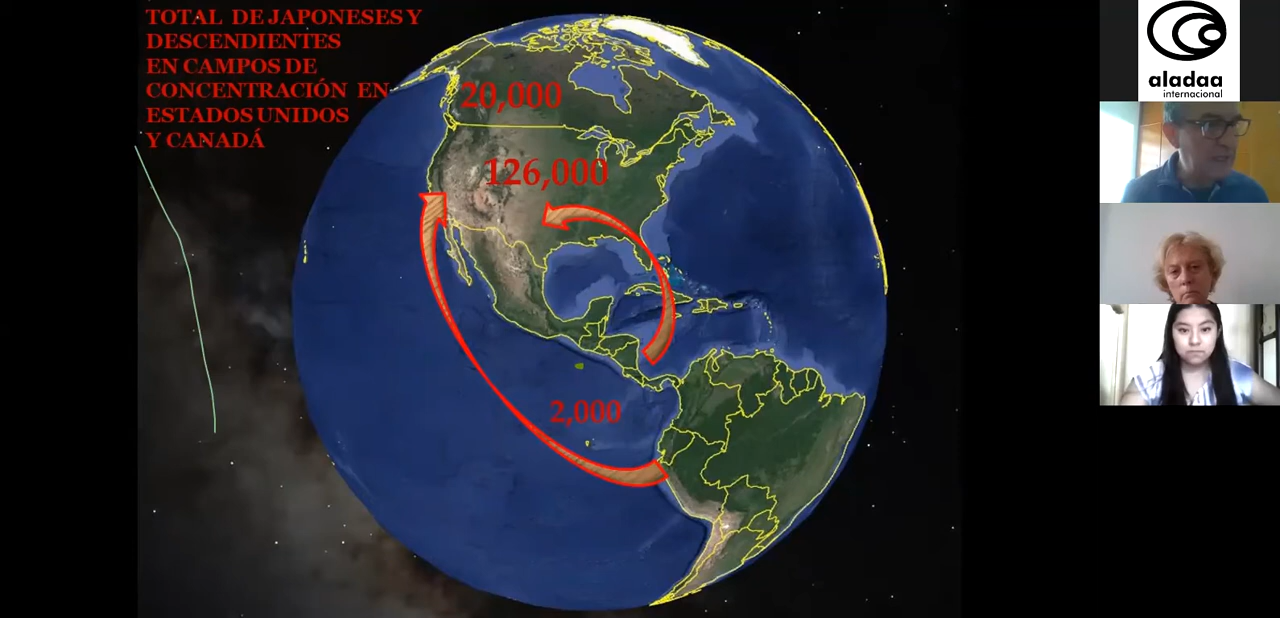 TOTAL DE JAPONESES Y
DESCENDIENTES
EN CAMPOS DE
CONCENTRACIÓN EN
ESTADOS UNIDOS
Y CANADÁ
20,000
126,000
2,000
aladaa
internacional